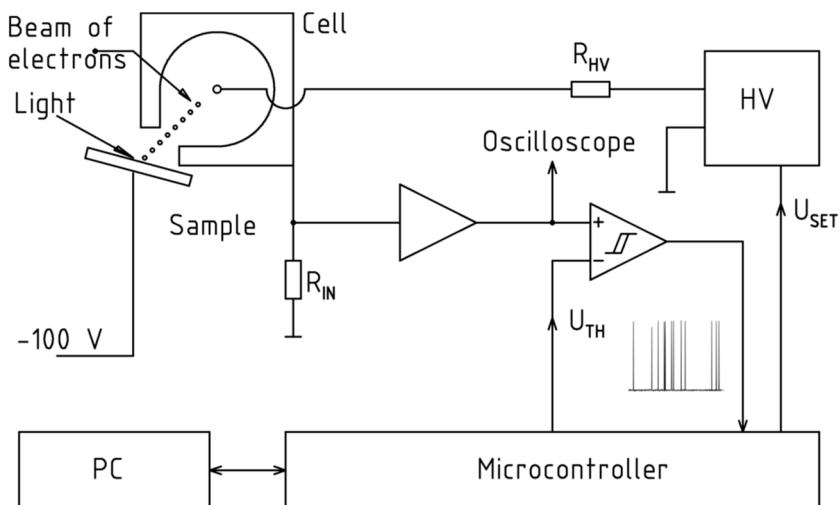 Beam of
electrons
Cell
Light
R_HV
HV
Oscilloscope
Sample
+
−
U_SET
R_IN
U_TH
-100 V
PC
Microcontroller